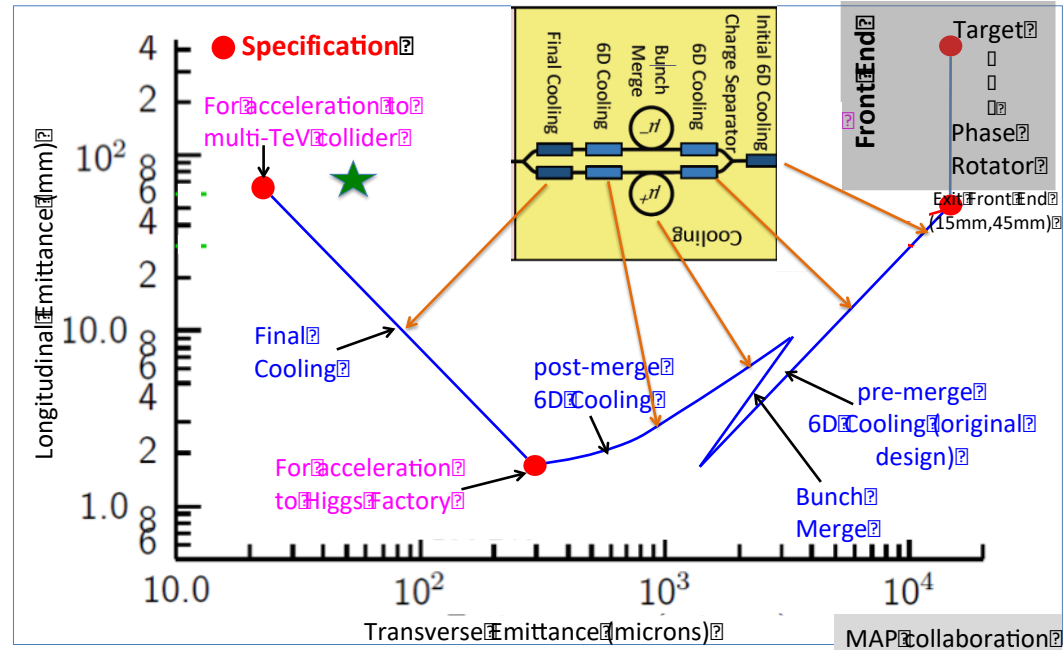 Specification
For acceleration to
multi-TeV collider
Final Cooling
6D Cooling
Bunch
Merge
6D Cooling
Charge Separator
Initial 6D Cooling
μ−
μ+
Cooling
Front End
Target
Phase
Rotator
Exit Front End
(15mm,45mm)
Longitudinal Emittance (mm)
4
2
10²
8
6
4
2
10.0
8
6
4
2
1.0
8
6
Final
Cooling
post-merge
6D Cooling
pre-merge
6D Cooling (original
design)
For acceleration
to Higgs Factory
Bunch
Merge
10.0
10²
10³
10⁴
Transverse Emittance (microns)
MAP collaboration